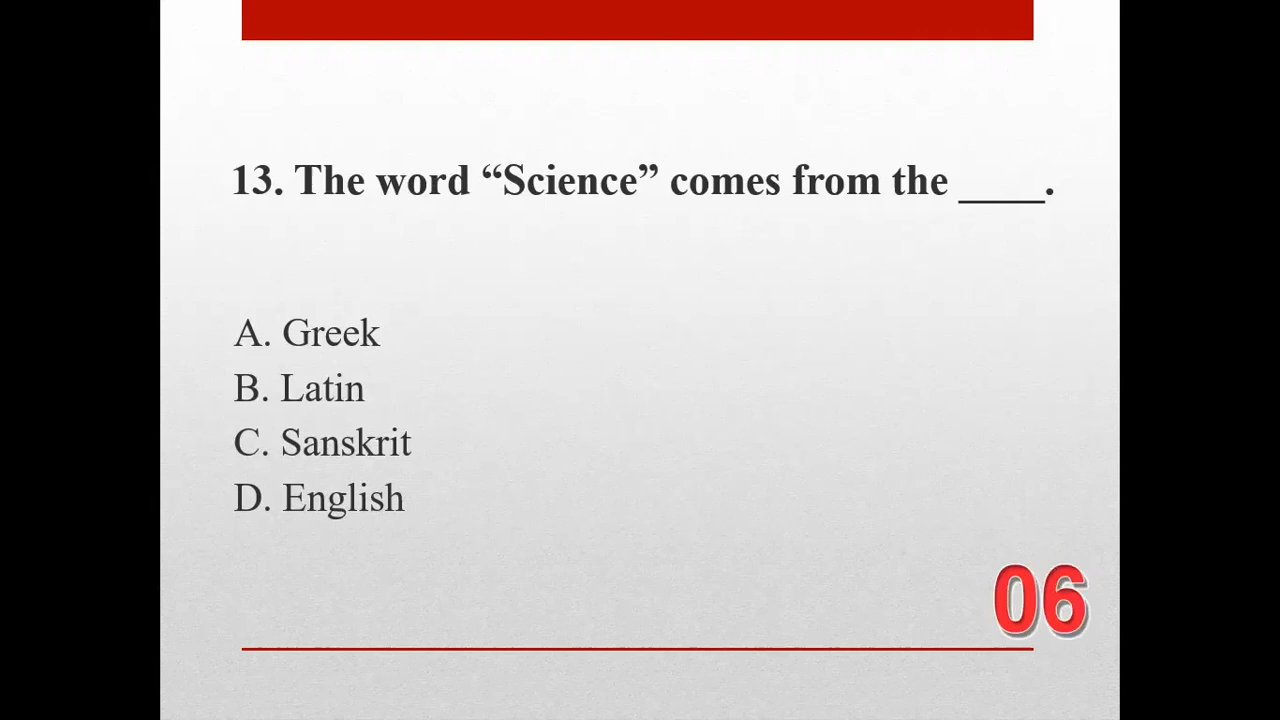 13. The word “Science” comes from the ____.
A. Greek
B. Latin
C. Sanskrit
D. English
06